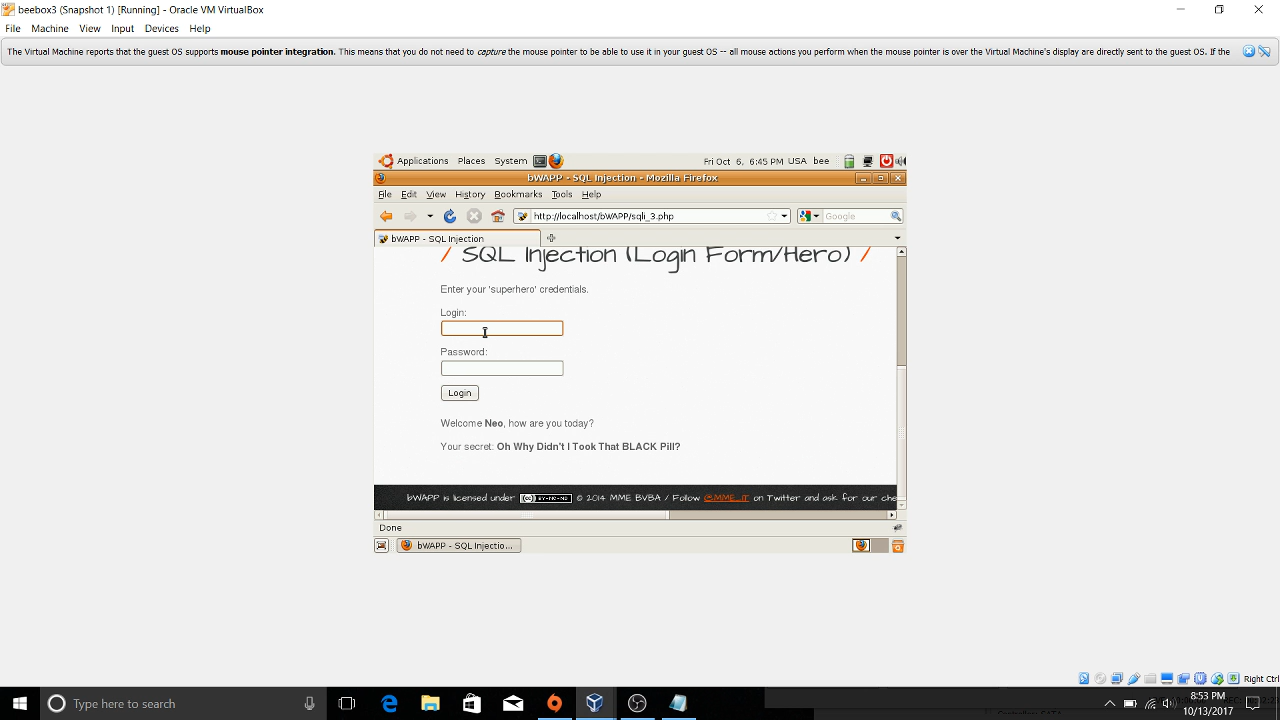 beebox3 (Snapshot 1) [Running] - Oracle VM VirtualBox
File Machine View Input Devices Help
The Virtual Machine reports that the guest OS supports mouse pointer integration. This means that you do not need to capture the mouse pointer to be able to use it in your guest OS -- all mouse actions you perform when the mouse pointer is over the Virtual Machine's display are directly sent to the guest OS. If the
Applications Places System Fri Oct 6, 6:45 PM USA bee
bWAPP - SQL Injection - Mozilla Firefox
File Edit View History Bookmarks Tools Help
http://localhost/bWAPP/sqli_3.php Google
bWAPP - SQL Injection
/ SQL Injection (Login Form/Hero) /
Enter your 'superhero' credentials.
Login:
Password:
Login
Welcome Neo, how are you today?
Your secret: Oh Why Didn't I Took That BLACK Pill?
bWAPP is licensed under (cc) BY-NC-ND © 2014 MME BVBA / Follow @MME_IT on Twitter and ask for our che
Done
bWAPP - SQL Injectio...
Right Ctrl
Type here to search
8:53 PM
10/13/2017